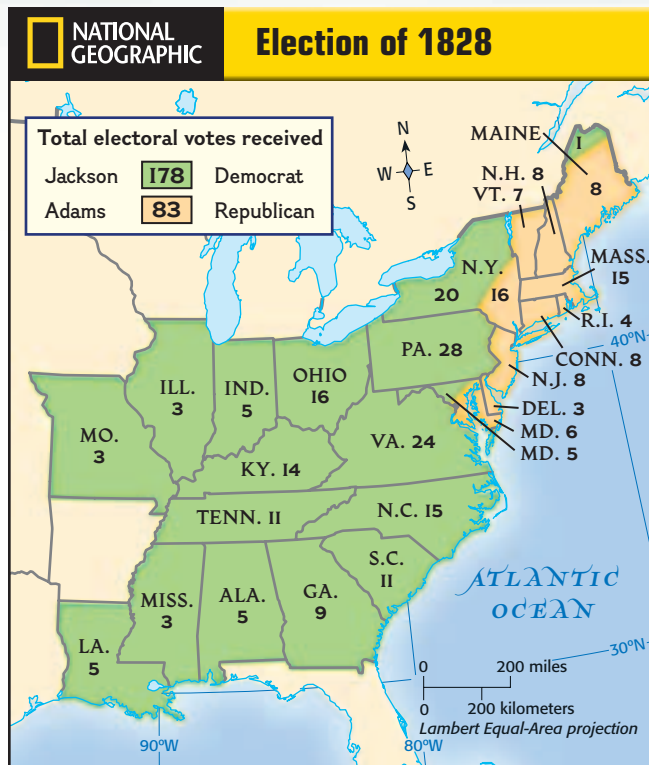 NATIONAL
GEOGRAPHIC
Election of 1828
Total electoral votes received
Jackson 178 Democrat
Adams 83 Republican
N
W E
S
MAINE
1
8
N.H. 8
VT. 7
MASS.
15
N.Y.
20
16
R.I. 4
40°N
CONN. 8
PA. 28
N.J. 8
DEL. 3
MD. 6
MD. 5
ILL.
3
IND.
5
OHIO
16
MO.
3
VA. 24
KY. 14
TENN. 11
N.C. 15
S.C.
11
MISS.
3
ALA.
5
GA.
9
LA.
5
ATLANTIC
OCEAN
30°N
0 200 miles
0 200 kilometers
Lambert Equal-Area projection
90°W
80°W